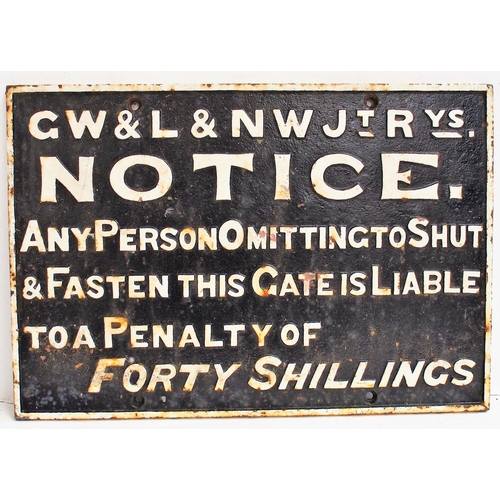 GW&L&NWJT RYS.
NOTICE.
ANY PERSON OMITTING TO SHUT
& FASTEN THIS GATE IS LIABLE
TO A PENALTY OF
FORTY SHILLINGS